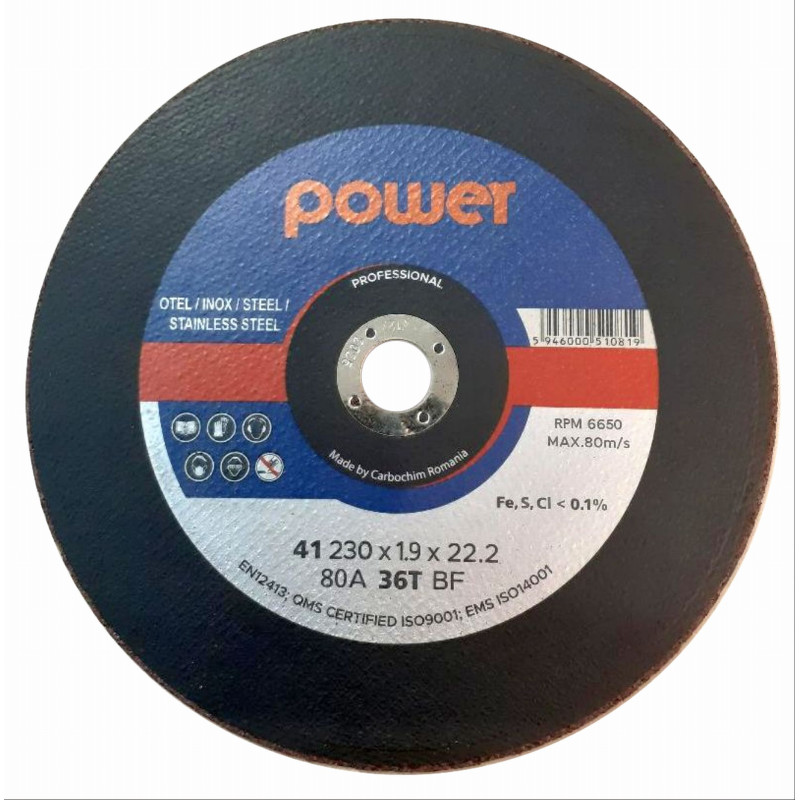 power
PROFESSIONAL
OTEL / INOX / STEEL /
STAINLESS STEEL
5 946000 510819
RPM 6650
MAX.80m/s
Made by Carbochim Romania
Fe, S, Cl < 0.1%
41 230 x 1.9 x 22.2
80A 36T BF
EN12413; QMS CERTIFIED ISO9001; EMS ISO14001